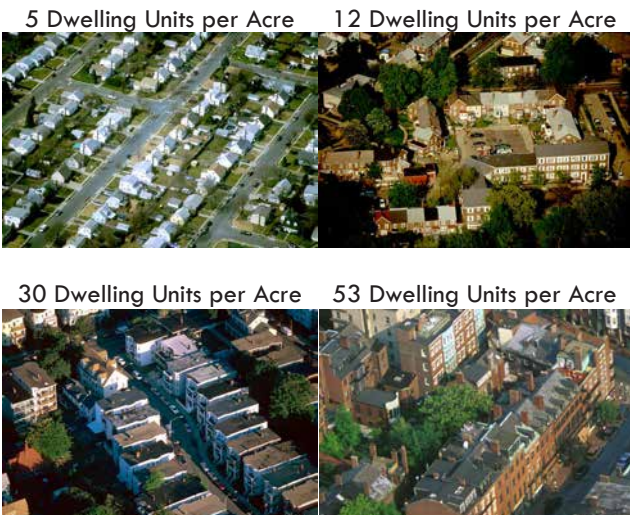 5 Dwelling Units per Acre
12 Dwelling Units per Acre
30 Dwelling Units per Acre
53 Dwelling Units per Acre